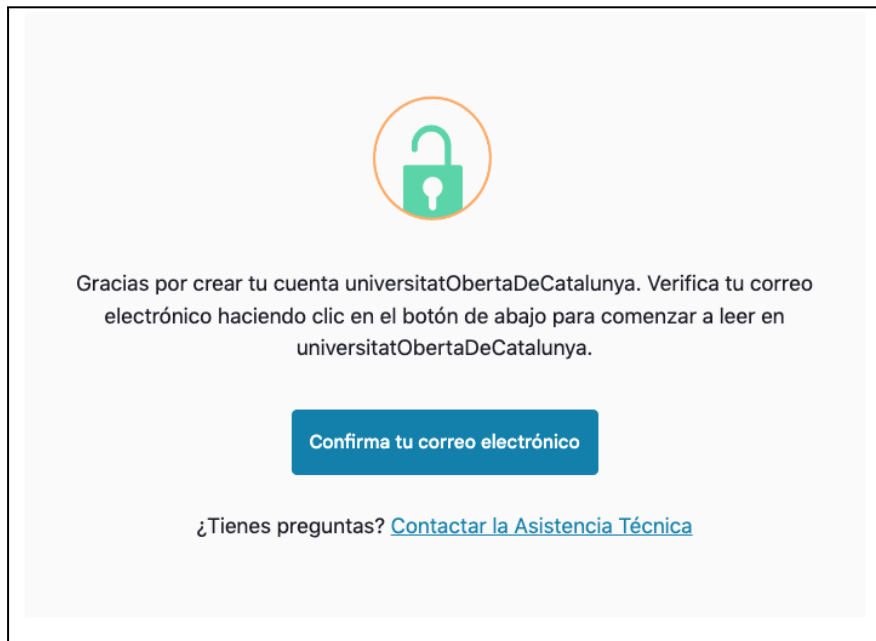 Gracias por crear tu cuenta universitatObertaDeCatalunya. Verifica tu correo
electrónico haciendo clic en el botón de abajo para comenzar a leer en
universitatObertaDeCatalunya.
Confirma tu correo electrónico
¿Tienes preguntas? Contactar la Asistencia Técnica